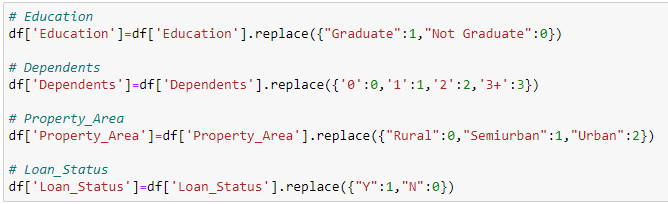 # Education
df['Education']=df['Education'].replace({"Graduate":1,"Not Graduate":0})
# Dependents
df['Dependents']=df['Dependents'].replace({'0':0,'1':1,'2':2,'3+':3})
# Property_Area
df['Property_Area']=df['Property_Area'].replace({"Rural":0,"Semiurban":1,"Urban":2})
# Loan_Status
df['Loan_Status']=df['Loan_Status'].replace({"Y":1,"N":0})